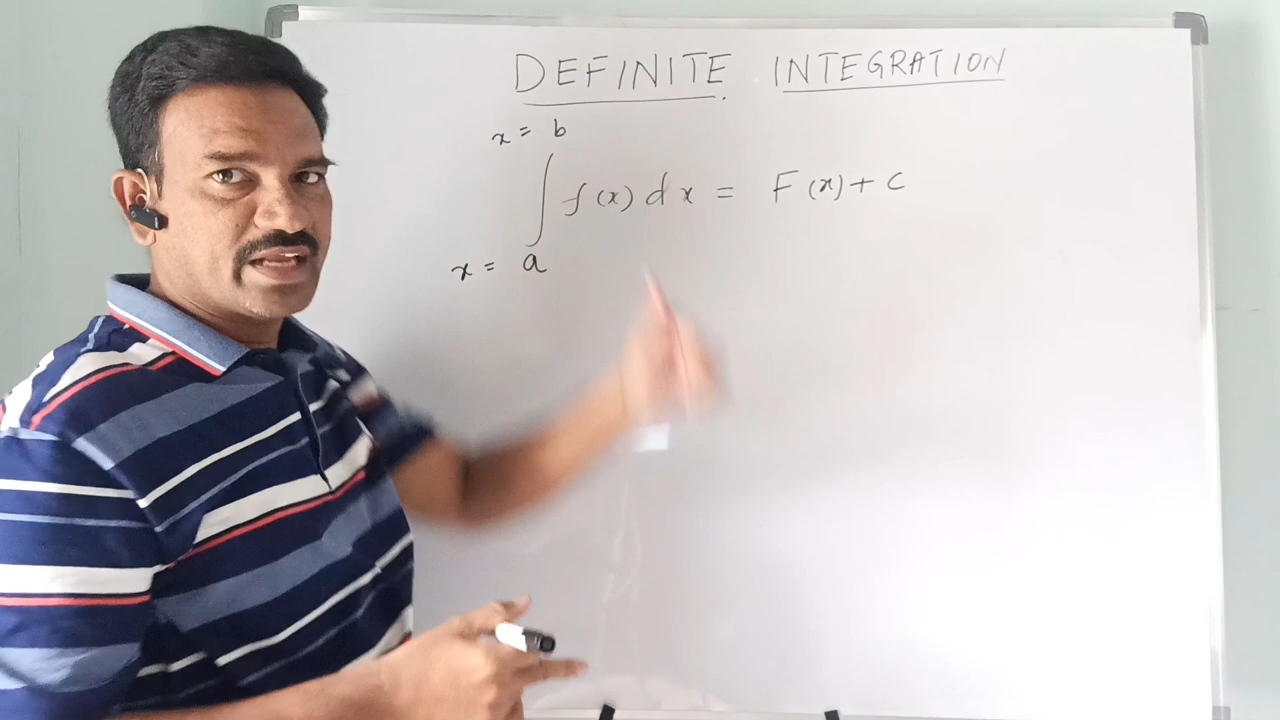 DEFINITE INTEGRATION
x = b
∫ f(x) dx = F(x) + c
x = a